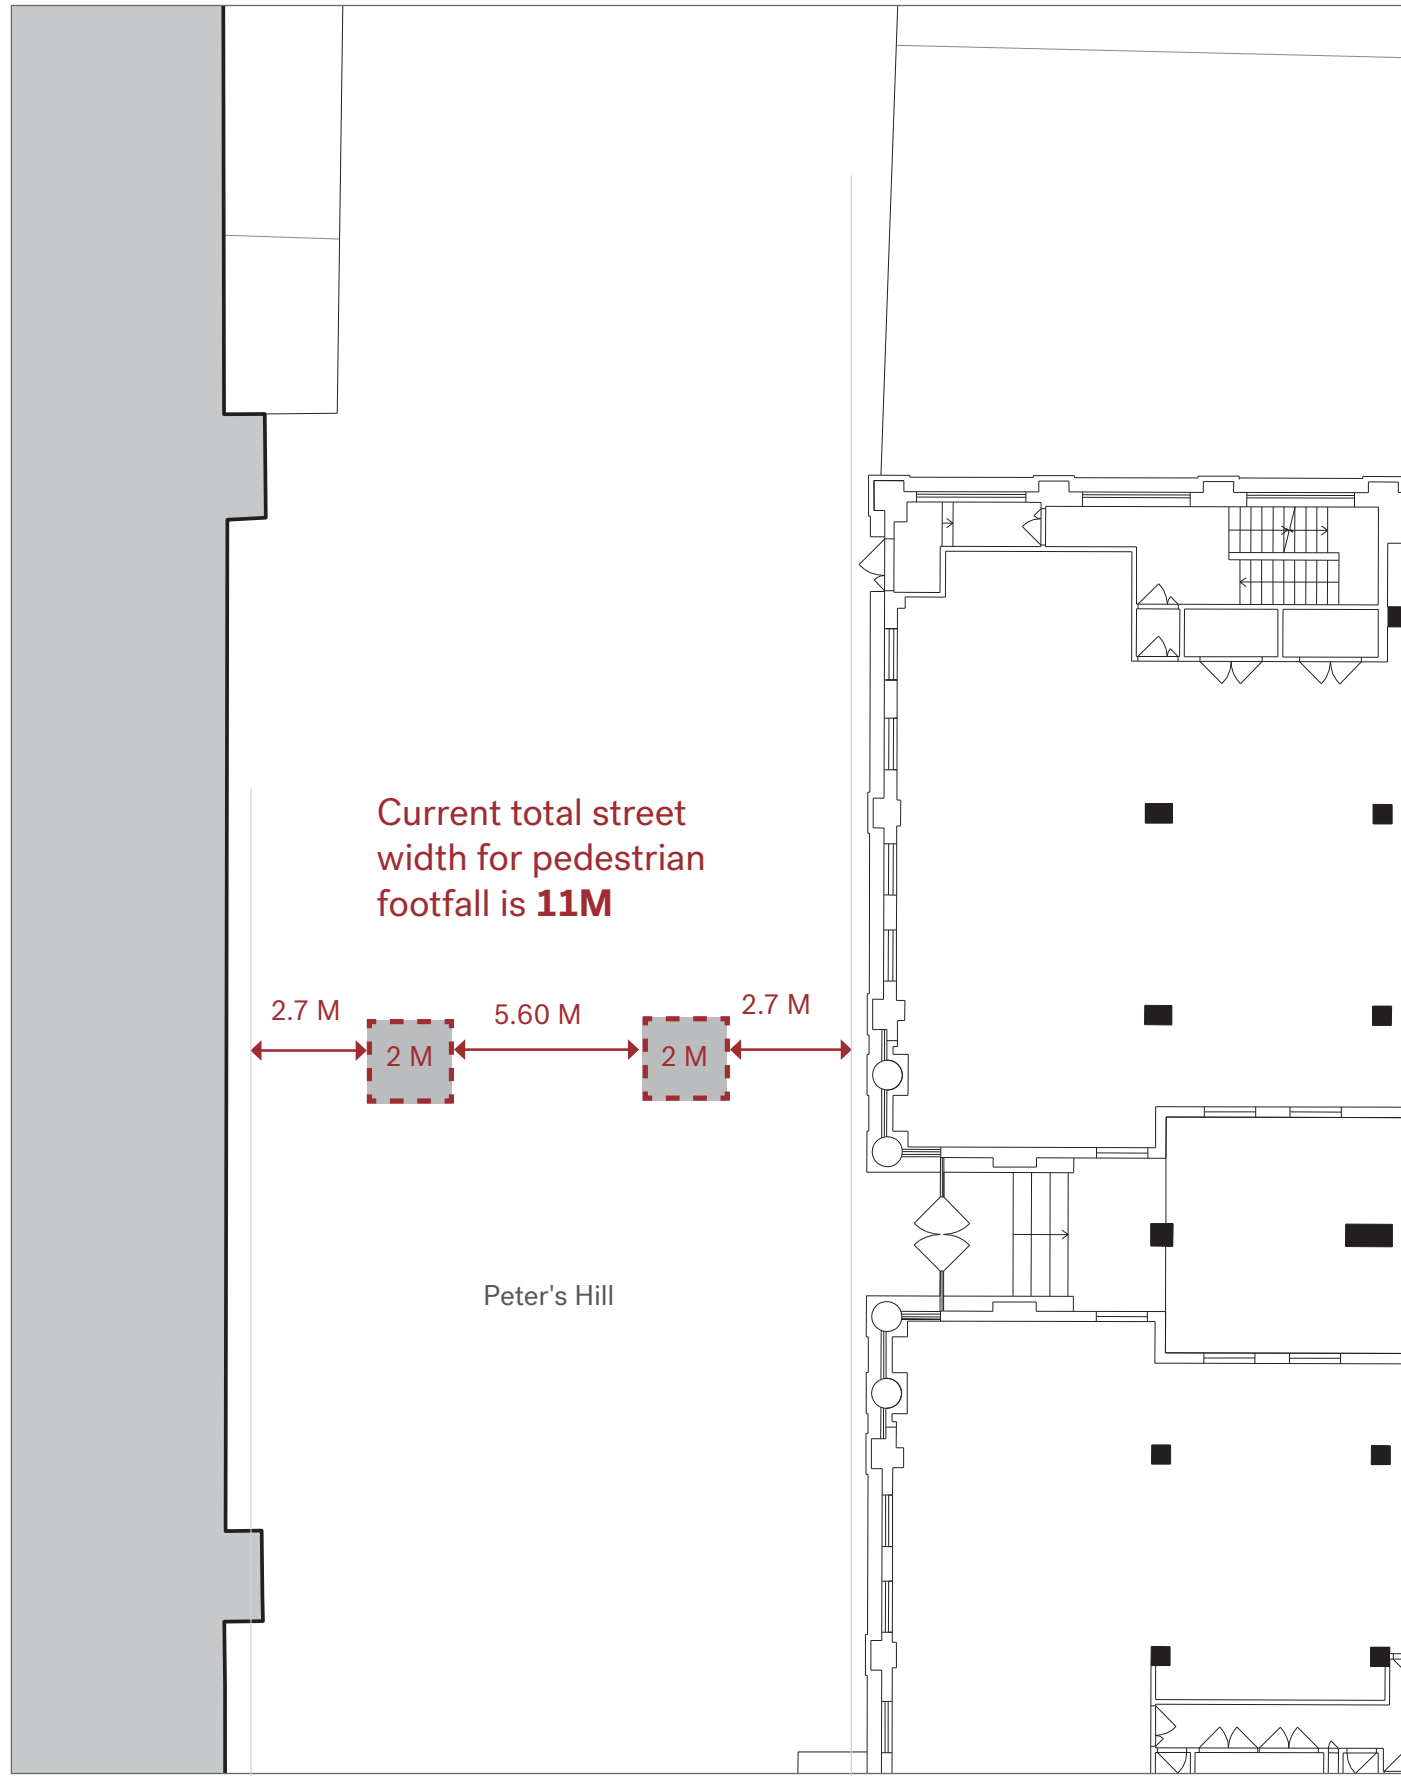 Current total street
width for pedestrian
footfall is 11M
2.7 M
5.60 M
2.7 M
2 M
2 M
Peter's Hill